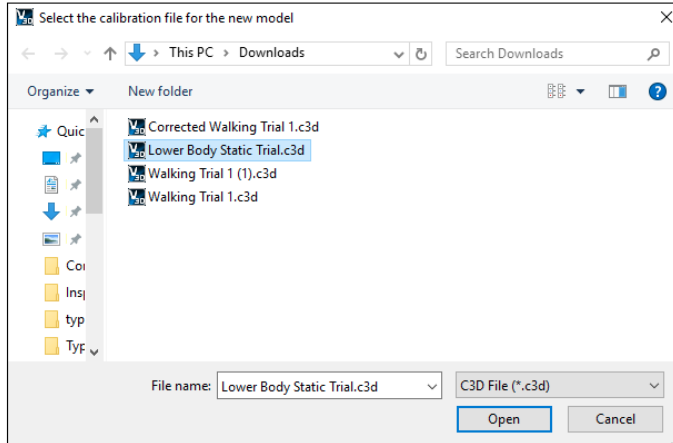 Select the calibration file for the new model
This PC > Downloads
Search Downloads
Organize
New folder
Quic
Corrected Walking Trial 1.c3d
Lower Body Static Trial.c3d
Walking Trial 1 (1).c3d
Walking Trial 1.c3d
Cor
Insp
typ
Typ
File name: Lower Body Static Trial.c3d
C3D File (*.c3d)
Open
Cancel